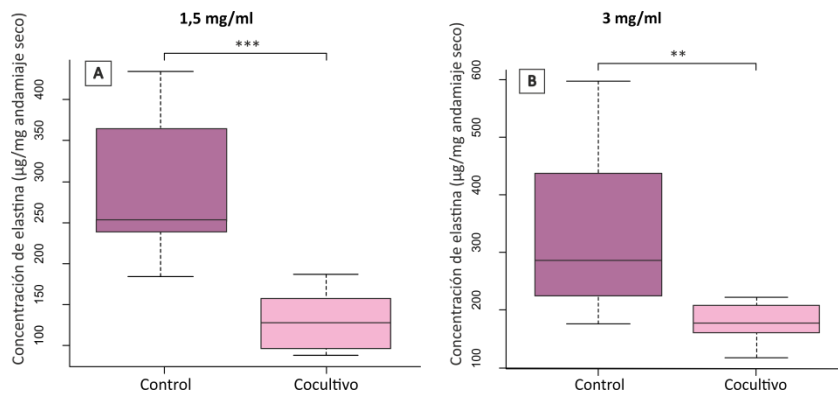 1,5 mg/ml
***
A
Concentración de elastina (µg/mg andamiaje seco)
400
350
300
250
200
150
100
Control
Cocultivo
3 mg/ml
**
B
Concentración de elastina (µg/mg andamiaje seco)
600
500
400
300
200
100
Control
Cocultivo